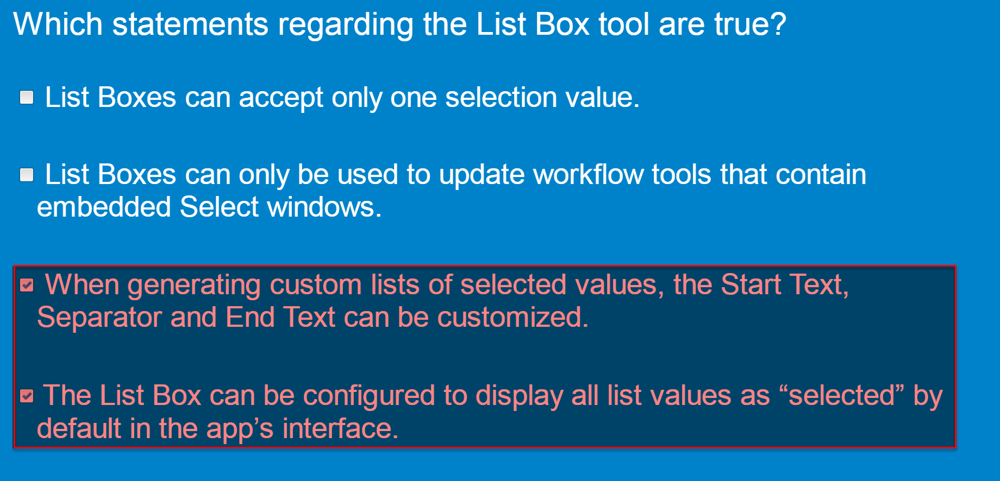 Which statements regarding the List Box tool are true?
List Boxes can accept only one selection value.
List Boxes can only be used to update workflow tools that contain
embedded Select windows.
When generating custom lists of selected values, the Start Text,
Separator and End Text can be customized.
The List Box can be configured to display all list values as “selected” by
default in the app’s interface.